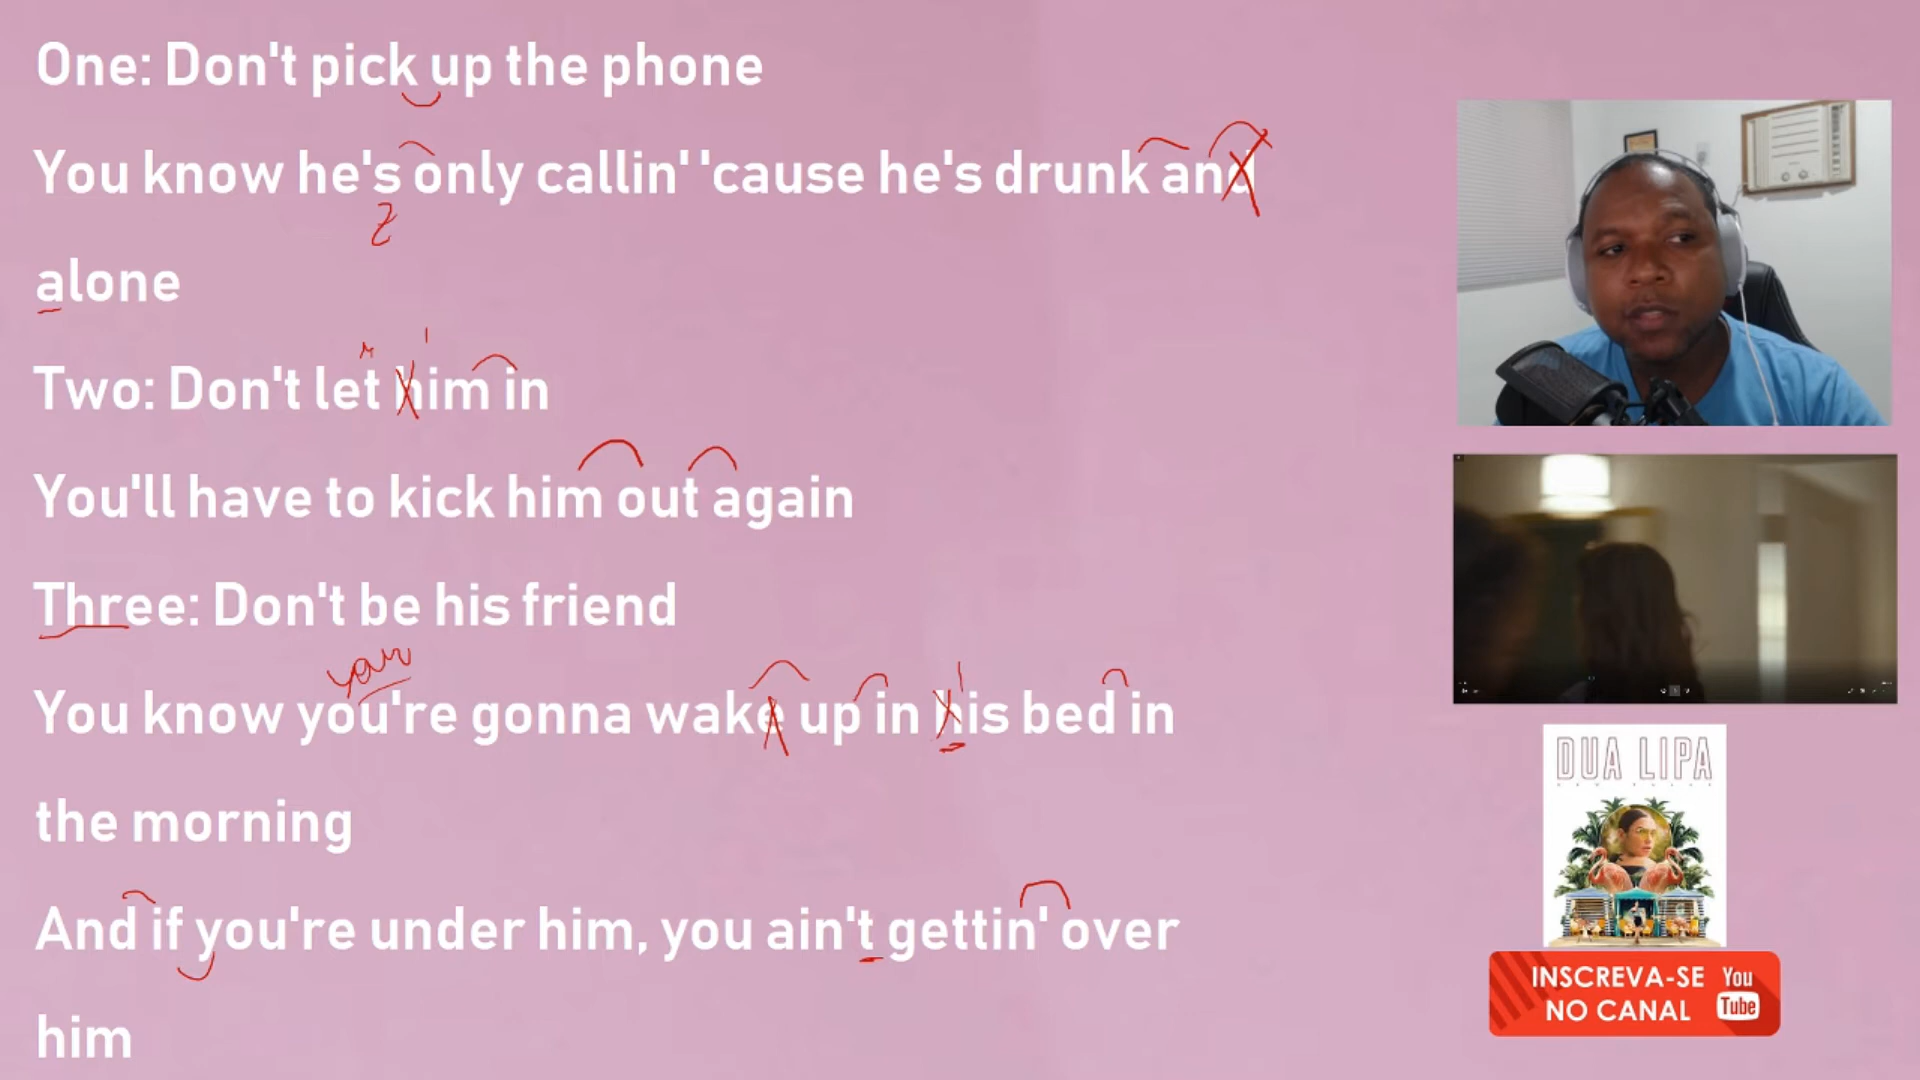 One: Don't pick up the phone
You know he's only callin' 'cause he's drunk and
z
alone
r
Two: Don't let him in
You'll have to kick him out again
Three: Don't be his friend
your
You know you're gonna wake up in his bed in
the morning
And if you're under him, you ain't gettin' over
him
DUA LIPA
INSCREVA-SE
NO CANAL
You
Tube